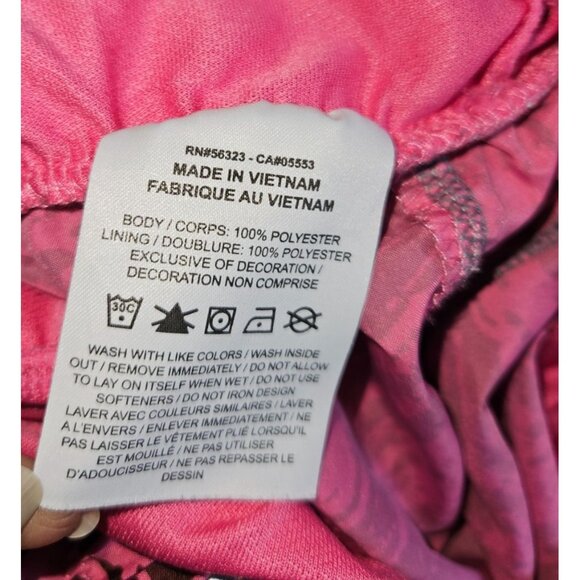 RN#56323 - CA#05553
MADE IN VIETNAM
FABRIQUE AU VIETNAM
BODY / CORPS: 100% POLYESTER
LINING / DOUBLURE: 100% POLYESTER
EXCLUSIVE OF DECORATION /
DECORATION NON COMPRISE
30C
WASH WITH LIKE COLORS / WASH INSIDE
OUT / REMOVE IMMEDIATELY / DO NOT ALLOW
TO LAY ON ITSELF WHEN WET / DO NOT USE
SOFTENERS / DO NOT IRON DESIGN
LAVER AVEC COULEURS SIMILAIRES / LAVER
A L'ENVERS / ENLEVER IMMEDIATEMENT / NE
PAS LAISSER LE VÊTEMENT PLIÉ LORSQU'IL
EST MOUILLÉ / NE PAS UTILISER
D'ADOUCISSEUR / NE PAS REPASSER LE
DESSIN